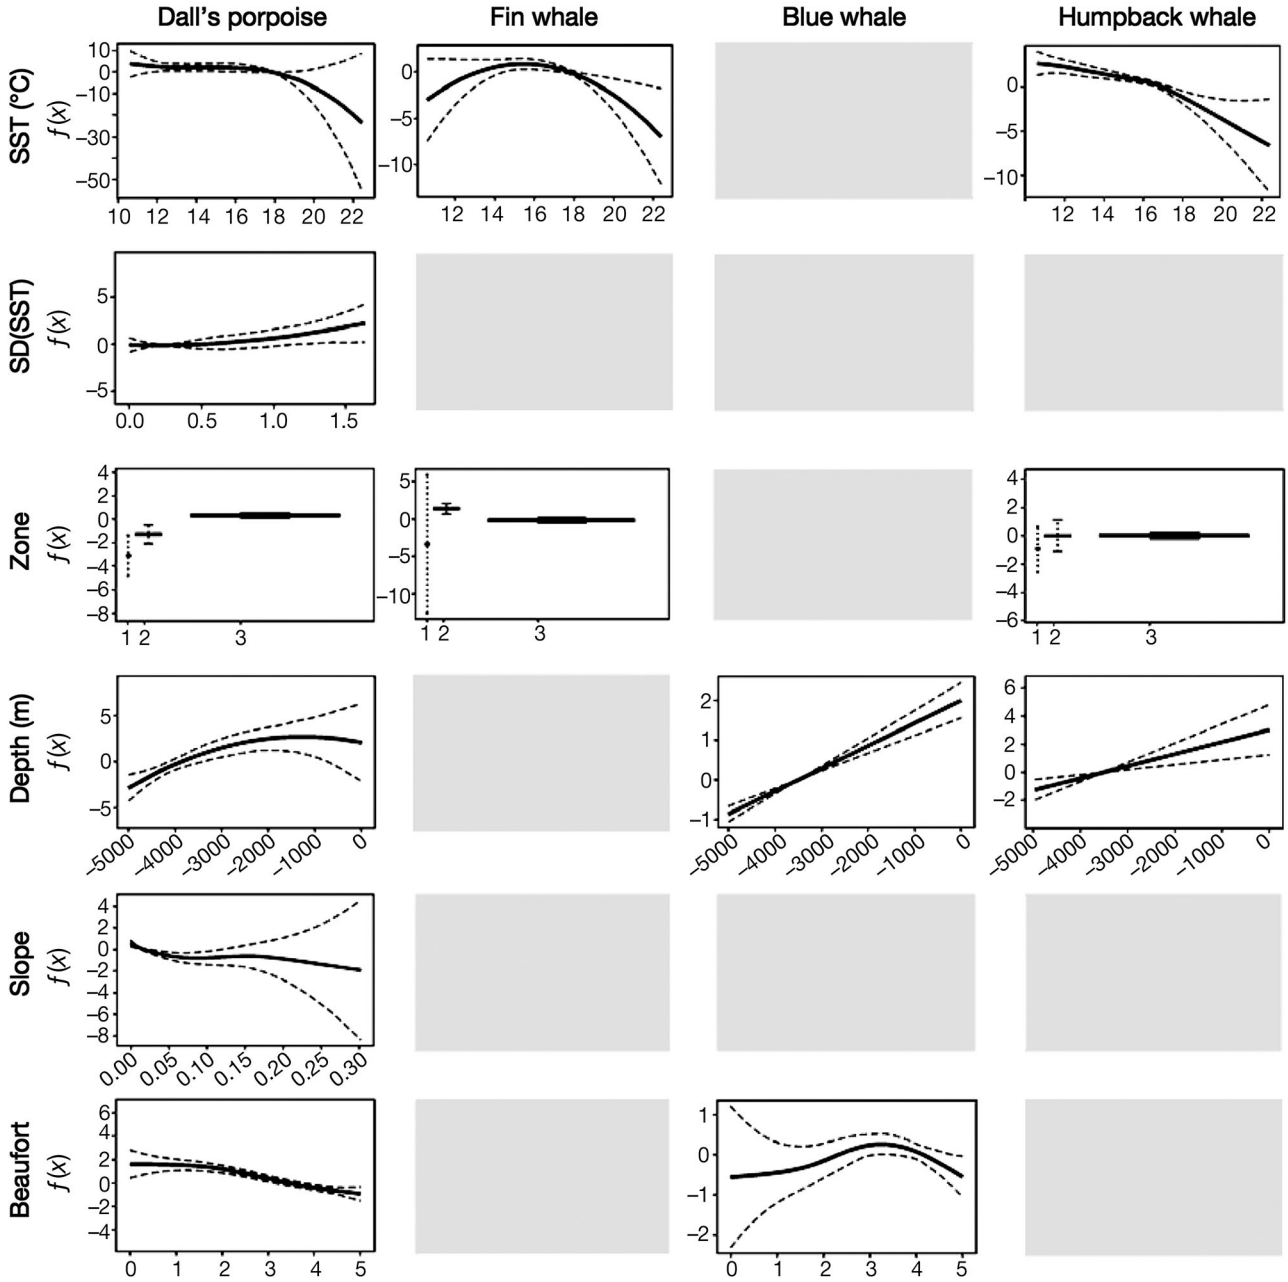 Dall's porpoise Fin whale Blue whale Humpback whale
SST (°C)
f(x)
10
0
–10
–30
–50
10 12 14 16 18 20 22
0
–5
–10
12 14 16 18 20 22
0
–5
–10
12 14 16 18 20 22
SD(SST)
f(x)
5
0
–5
0.0 0.5 1.0 1.5
Zone
f(x)
4
2
0
–2
–4
–6
–8
1 2 3
5
0
–5
–10
1 2 3
4
2
0
–2
–4
–6
1 2 3
Depth (m)
f(x)
5
0
–5
–5000 –4000 –3000 –2000 –1000 0
2
1
0
–1
–5000 –4000 –3000 –2000 –1000 0
6
4
2
0
–2
–5000 –4000 –3000 –2000 –1000 0
Slope
f(x)
4
2
0
–2
–4
–6
–8
0.00 0.05 0.10 0.15 0.20 0.25 0.30
Beaufort
f(x)
6
4
2
0
–2
–4
0 1 2 3 4 5
1
0
–1
–2
0 1 2 3 4 5